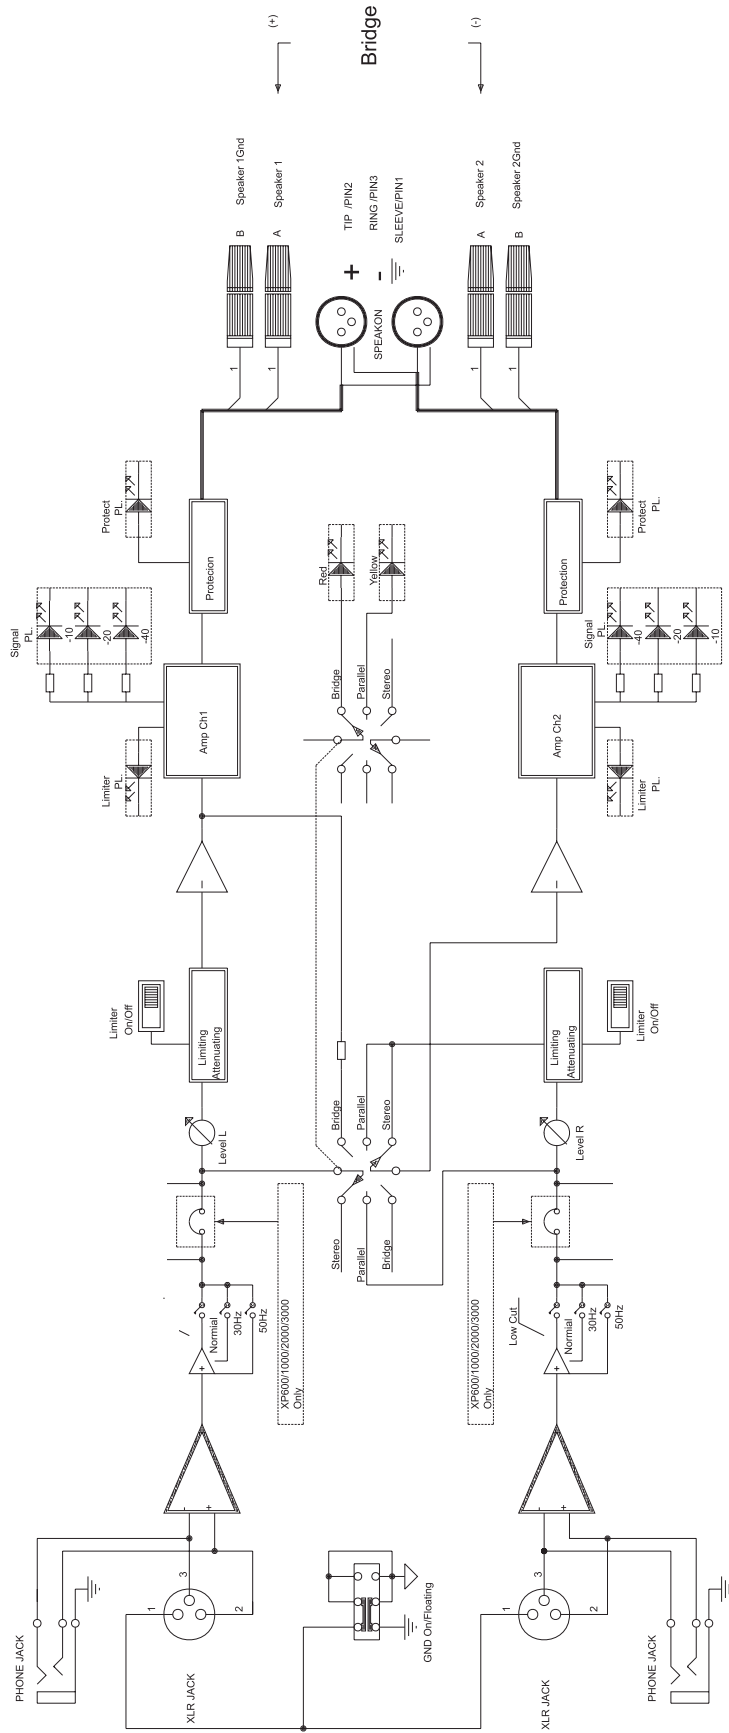 (+)
Bridge
(-)
B
Speaker 1Gnd
A
Speaker 1
TIP /PIN2
RING /PIN3
SLEEVE/PIN1
+
-
A
Speaker 2
B
Speaker 2Gnd
SPEAKON
1
1
1
1
Protect
PL.
Protecion
Protection
Protect
PL.
Red
Yellow
Signal
PL.
-10
-20
-40
Signal
PL.
-40
-20
-10
Bridge
Parallel
Stereo
Limiter
PL.
Amp Ch1
Amp Ch2
Limiter
PL.
Limiter
On/Off
Limiting
Attenuating
Limiting
Attenuating
Limiter
On/Off
Level L
Bridge
Parallel
Stereo
Level R
Stereo
Parallel
Bridge
Normial
30Hz
50Hz
XP600/1000/2000/3000
Only
XP600/1000/2000/3000
Only
Low Cut
Normial
30Hz
50Hz
+
+
-
+
-
+
PHONE JACK
1
3
2
XLR JACK
GND On/Floating
1
3
2
XLR JACK
PHONE JACK